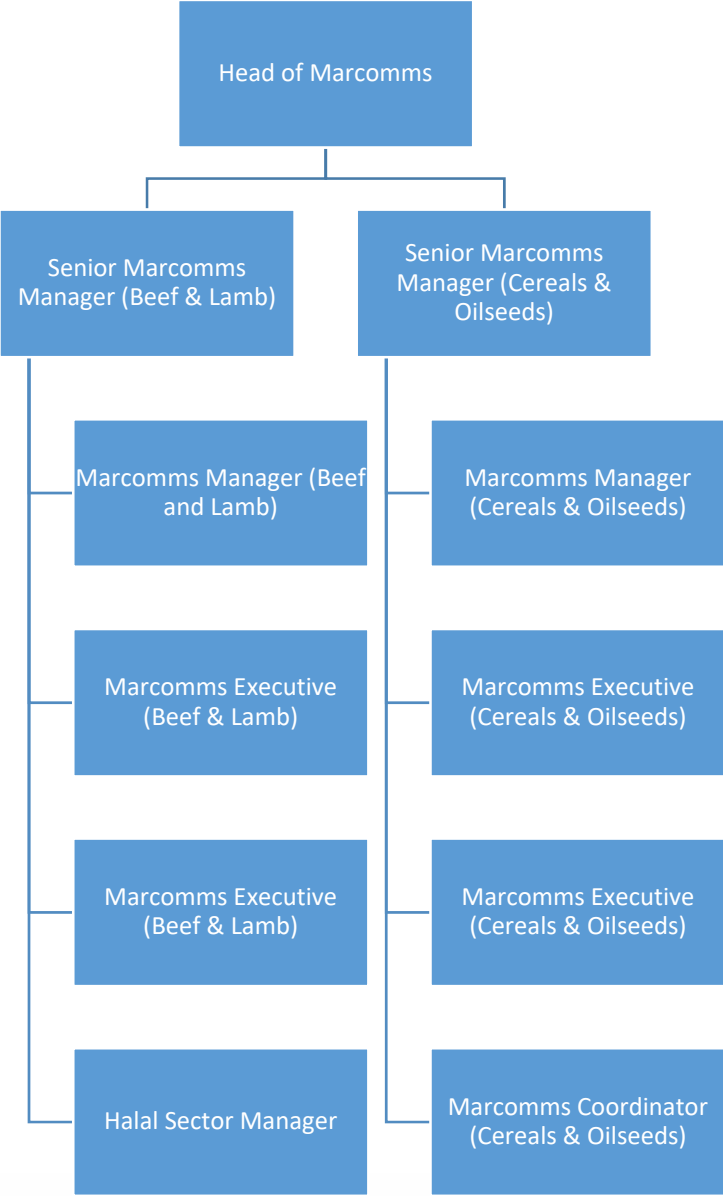 Head of Marcomms
Senior Marcomms
Manager (Beef & Lamb)
Senior Marcomms
Manager (Cereals &
Oilseeds)
Marcomms Manager (Beef
and Lamb)
Marcomms Manager
(Cereals & Oilseeds)
Marcomms Executive
(Beef & Lamb)
Marcomms Executive
(Cereals & Oilseeds)
Marcomms Executive
(Beef & Lamb)
Marcomms Executive
(Cereals & Oilseeds)
Halal Sector Manager
Marcomms Coordinator
(Cereals & Oilseeds)